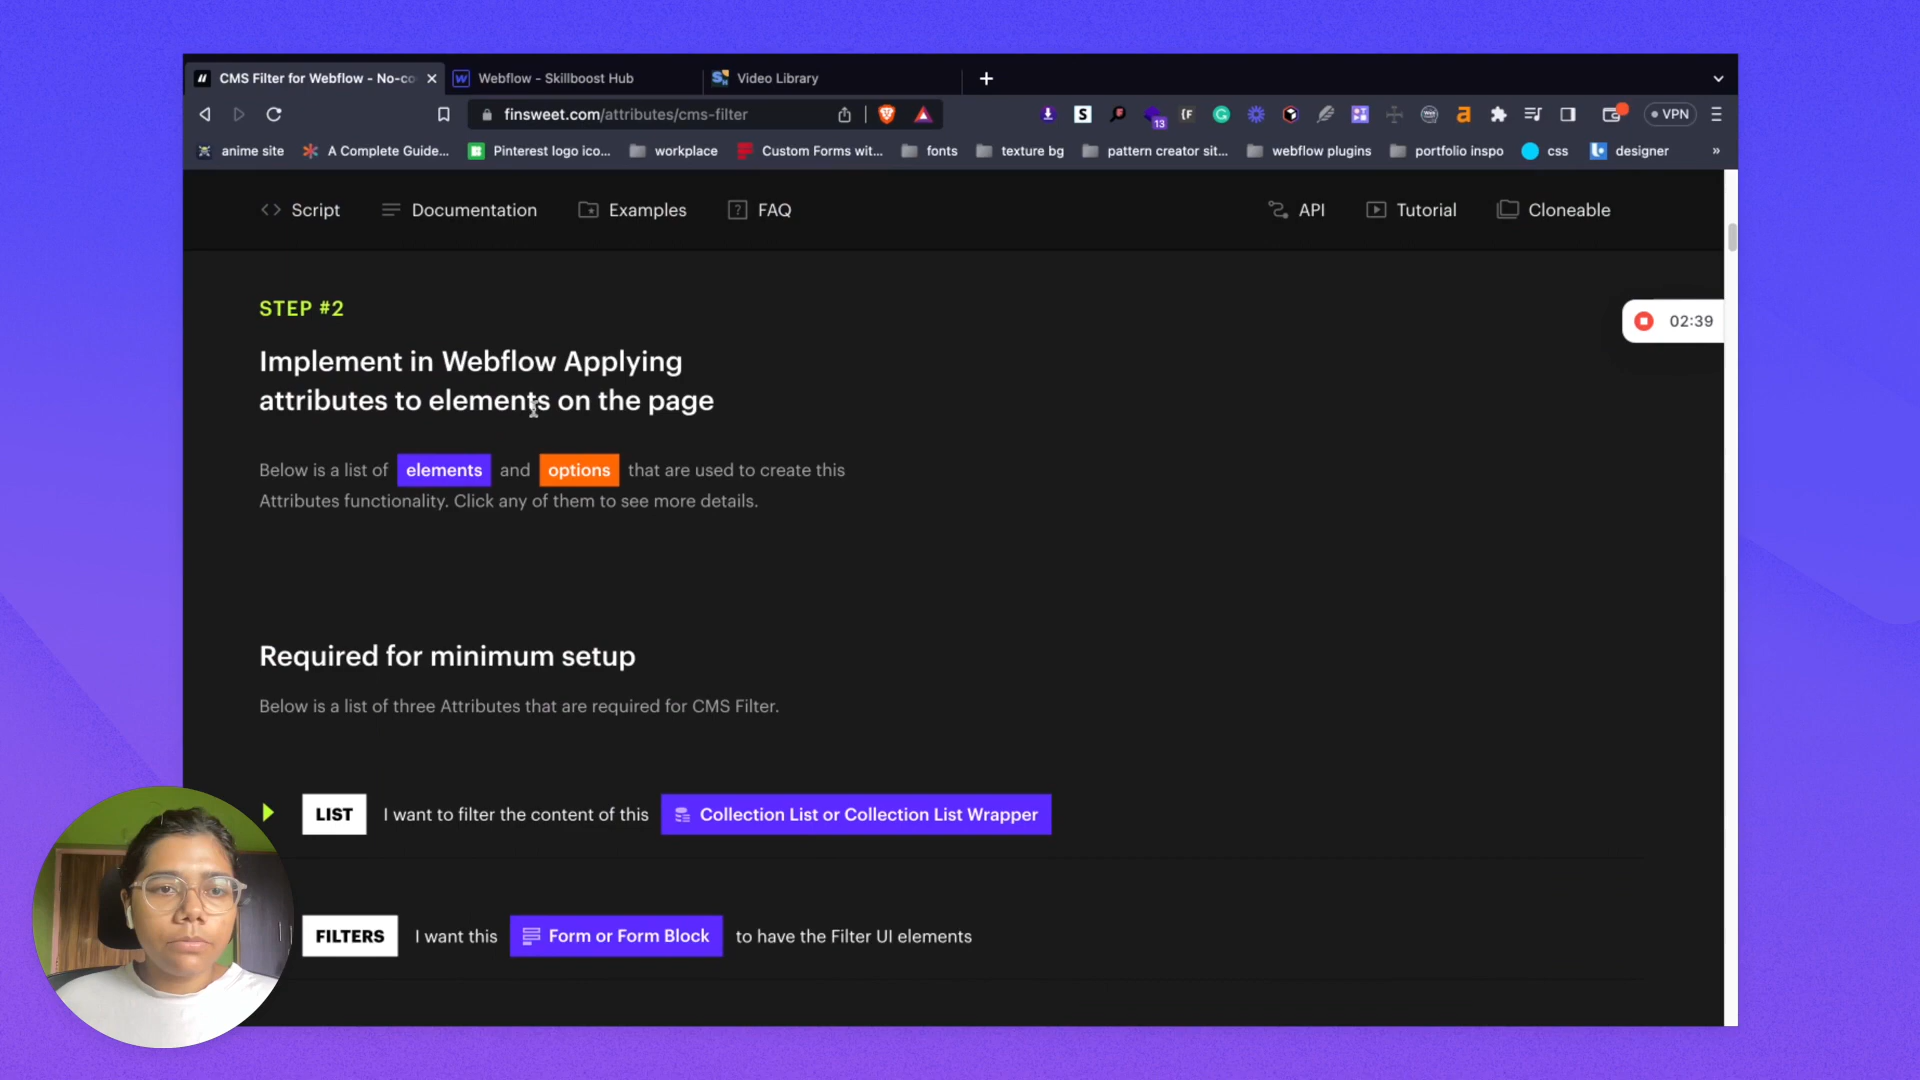 CMS Filter for Webflow - No-co
Webflow - Skillboost Hub
Video Library
finsweet.com/attributes/cms-filter
13
VPN
anime site
A Complete Guide...
Pinterest logo ico...
workplace
Custom Forms wit...
fonts
texture bg
pattern creator sit...
webflow plugins
portfolio inspo
css
designer
»
Script
Documentation
Examples
FAQ
API
Tutorial
Cloneable
STEP #2
02:39
Implement in Webflow Applying
attributes to elements on the page
Below is a list of elements and options that are used to create this
Attributes functionality. Click any of them to see more details.
Required for minimum setup
Below is a list of three Attributes that are required for CMS Filter.
LIST I want to filter the content of this Collection List or Collection List Wrapper
FILTERS I want this Form or Form Block to have the Filter UI elements